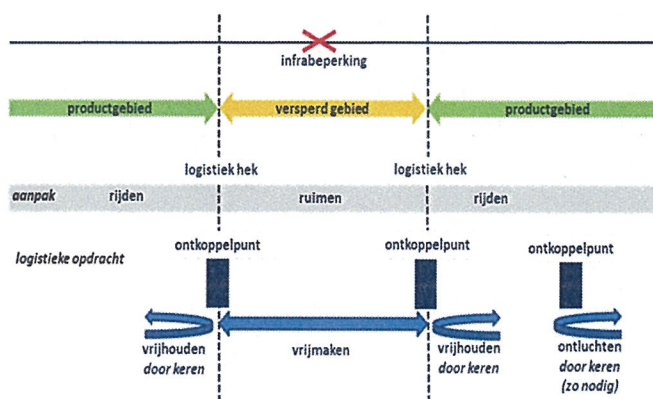 infrabeperking
productgebied versperd gebied productgebied
logistiek hek logistiek hek
aanpak rijden ruimen rijden
ontkoppelpunt ontkoppelpunt ontkoppelpunt
logistieke opdracht
vrijhouden vrijmaken vrijhouden ontluchten
door keren door keren door keren
(zo nodig)